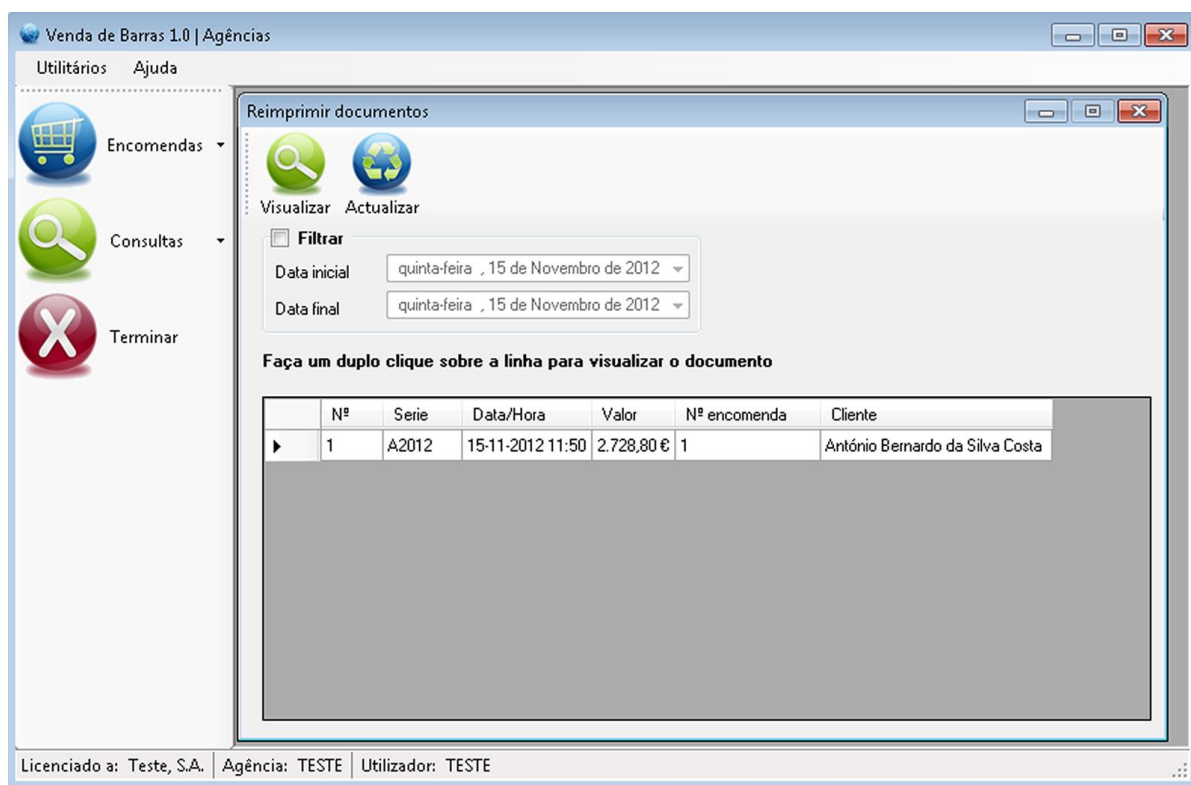 Venda de Barras 1.0 | Agências
Utilitários Ajuda
Encomendas
Consultas
Terminar
Reimprimir documentos
Visualizar Actualizar
Filtrar
Data inicial quinta-feira , 15 de Novembro de 2012
Data final quinta-feira , 15 de Novembro de 2012
Faça um duplo clique sobre a linha para visualizar o documento
Nº Serie Data/Hora Valor Nº encomenda Cliente
1 A2012 15-11-2012 11:50 2.728,80 € 1 António Bernardo da Silva Costa
Licenciado a: Teste, S.A. Agência: TESTE Utilizador: TESTE